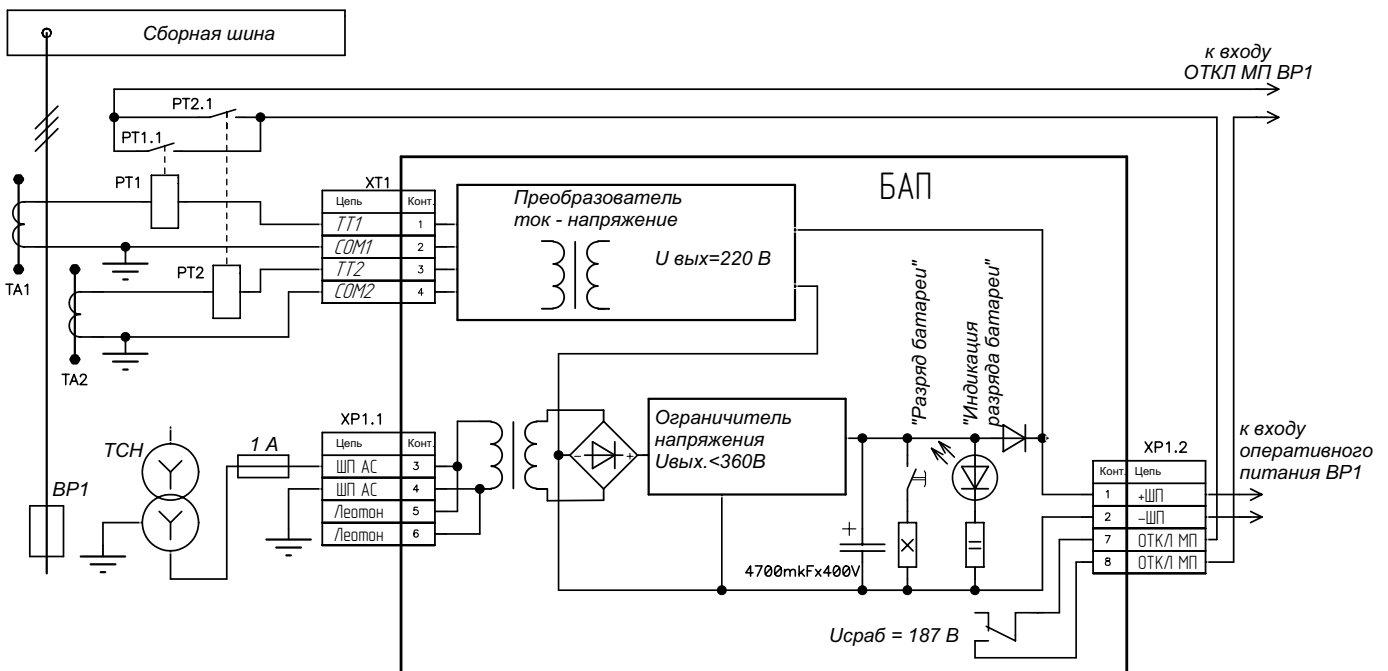 Сборная шина
к входу
ОТКЛ МП ВР1
РТ2.1
РТ1.1
РТ1
РТ2
ТА1
ТА2
ХТ1
Цепь Конт.
ТТ1 1
СОМ1 2
ТТ2 3
СОМ2 4
БАП
Преобразователь
ток - напряжение
U вых=220 В
"Разряд батареи"
"Индикация
разряда батареи"
ТСН
1 А
ВР1
ХР1.1
Цепь Конт.
ШП АС 3
ШП АС 4
Леотон 5
Леотон 6
- +
Ограничитель
напряжения
Uвых.<360В
+
4700mkFx400V
Uсраб = 187 В
ХР1.2
Конт. Цепь
1 +ШП
2 –ШП
7 ОТКЛ МП
8 ОТКЛ МП
к входу
оперативного
питания ВР1